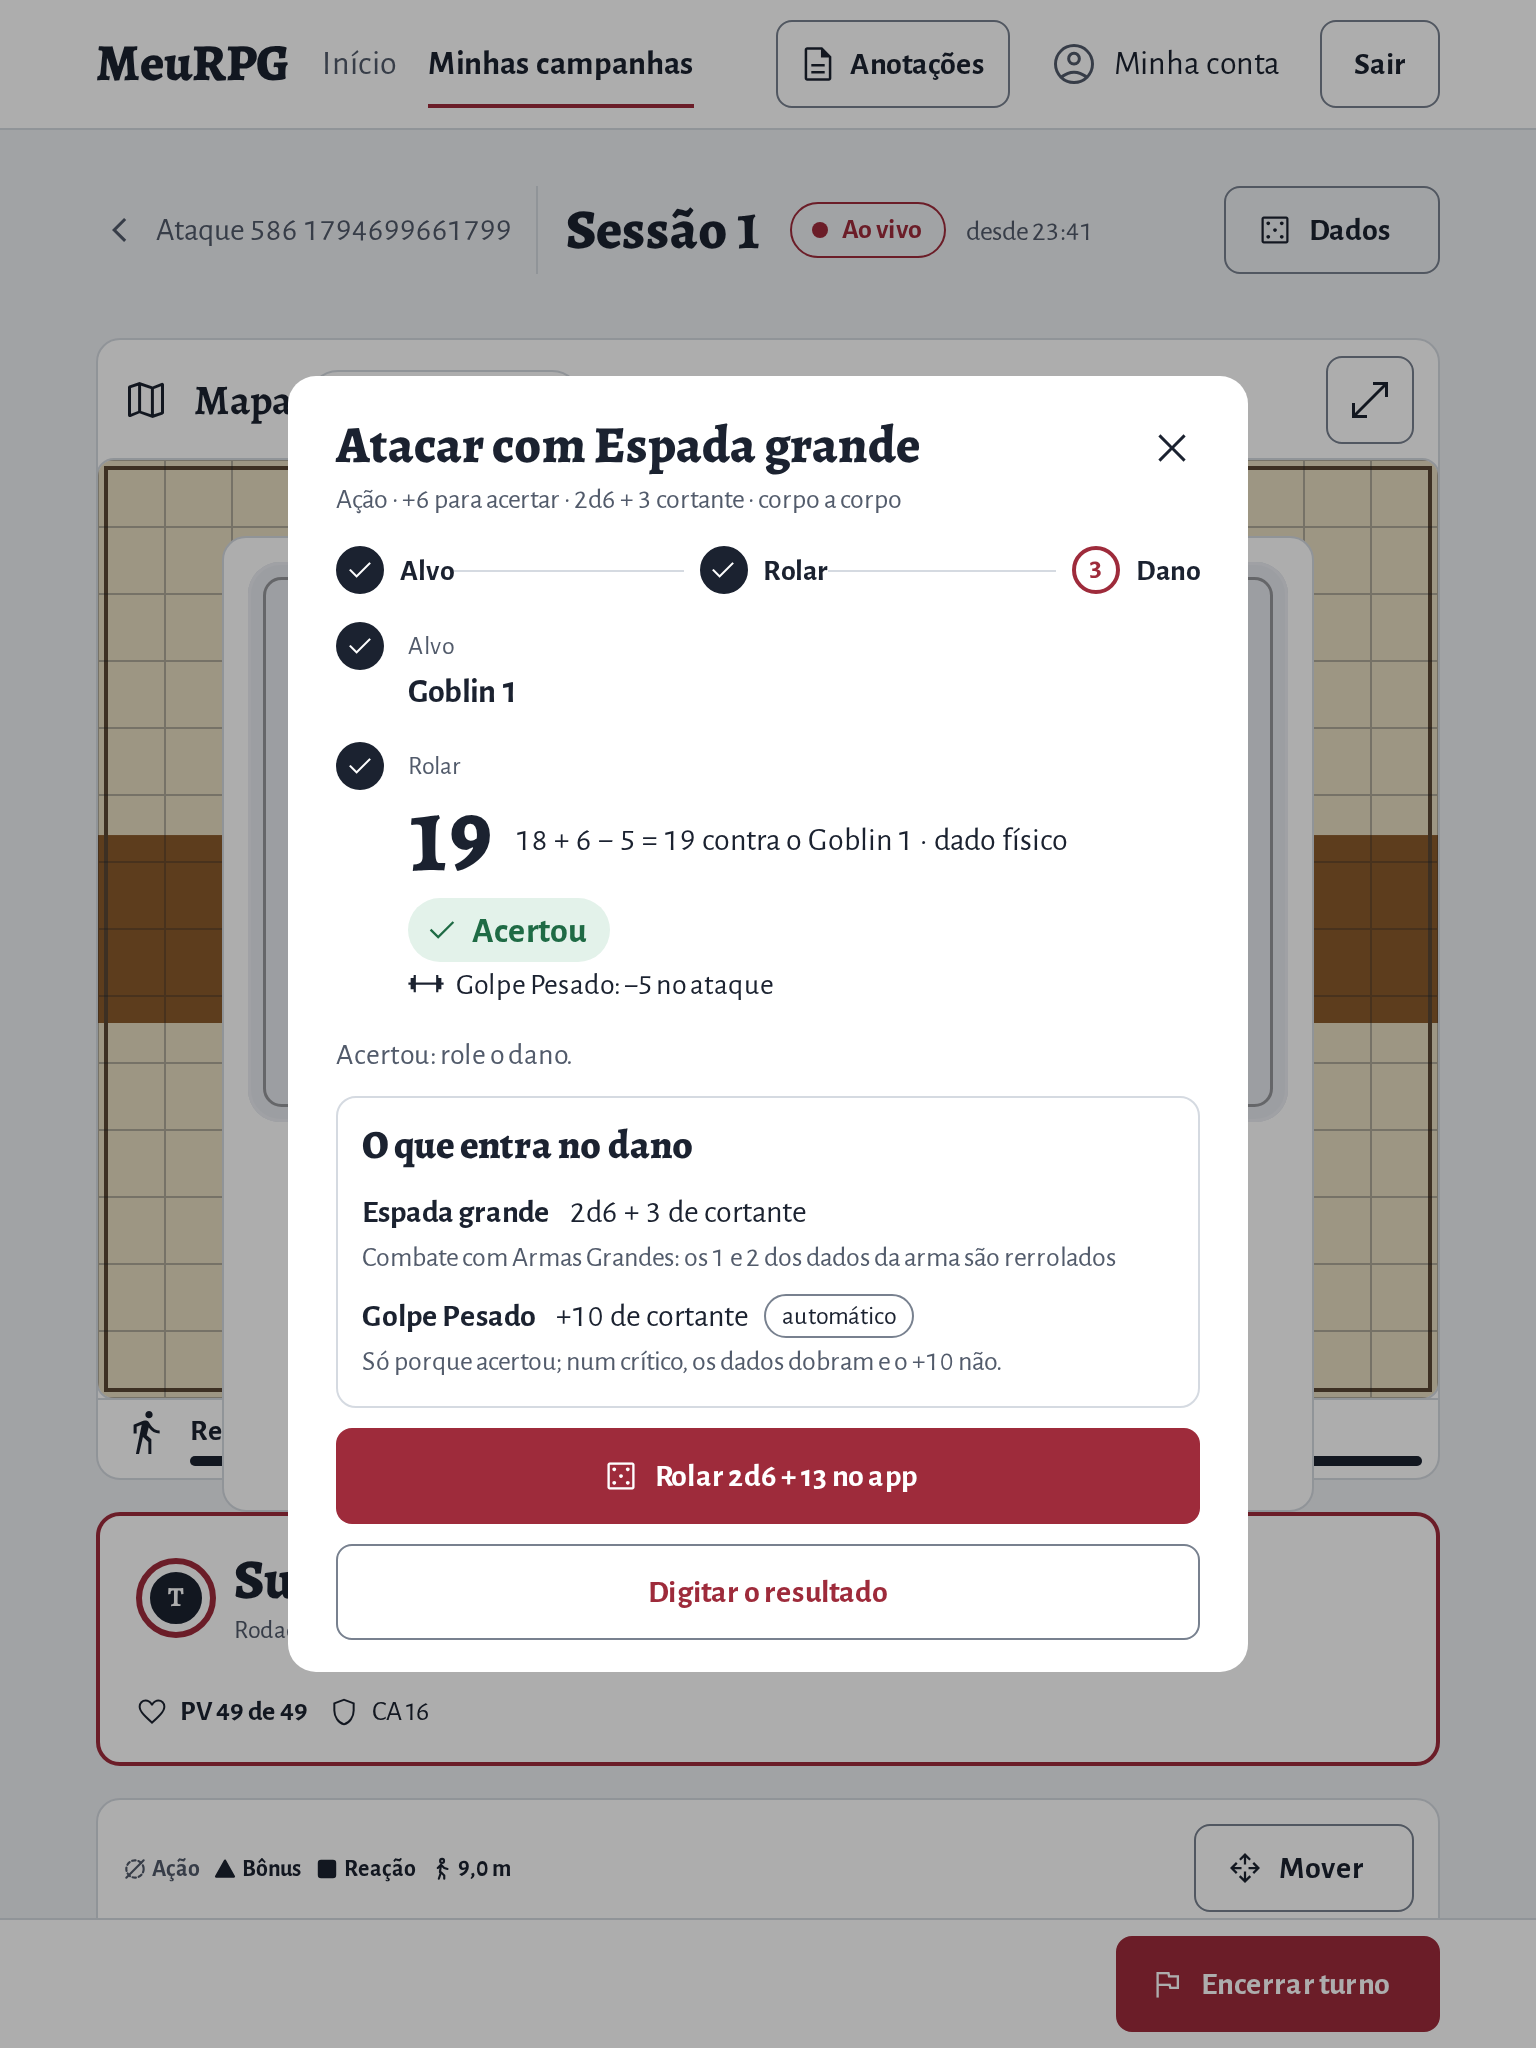 MeuRPG
Início
Minhas campanhas
Anotações
Minha conta
Sair
Ataque 586 1794699661799
Sessão 1
Ao vivo
desde 23:41
Dados
Mapa
Atacar com Espada grande
Ação · +6 para acertar · 2d6 + 3 cortante · corpo a corpo
Alvo
Rolar
3
Dano
Alvo
Goblin 1
Rolar
19
18 + 6 − 5 = 19 contra o Goblin 1 · dado físico
Acertou
Golpe Pesado: −5 no ataque
Acertou: role o dano.
O que entra no dano
Espada grande 2d6 + 3 de cortante
Combate com Armas Grandes: os 1 e 2 dos dados da arma são rerrolados
Golpe Pesado +10 de cortante automático
Só porque acertou; num crítico, os dados dobram e o +10 não.
Rolar 2d6 + 13 no app
Digitar o resultado
T
PV 49 de 49
CA 16
Ação
Bônus
Reação
9,0 m
Mover
Encerrar turno